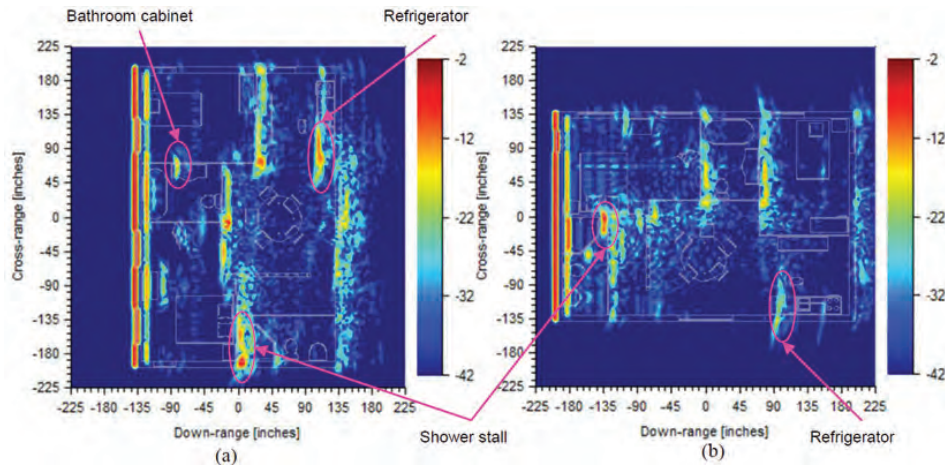 Bathroom cabinet
Refrigerator
225
180
135
90
45
0
-45
-90
-135
-180
-225
Cross-range [inches]
-225 -180 -135 -90 -45 0 45 90 135 180 225
Down-range [inches]
-2
-12
-22
-32
-42
(a)
225
180
135
90
45
0
-45
-90
-135
-180
-225
Cross-range [inches]
-225 -180 -135 -90 -45 0 45 90 135 180 225
Down-range [inches]
-2
-12
-22
-32
-42
(b)
Shower stall
Refrigerator